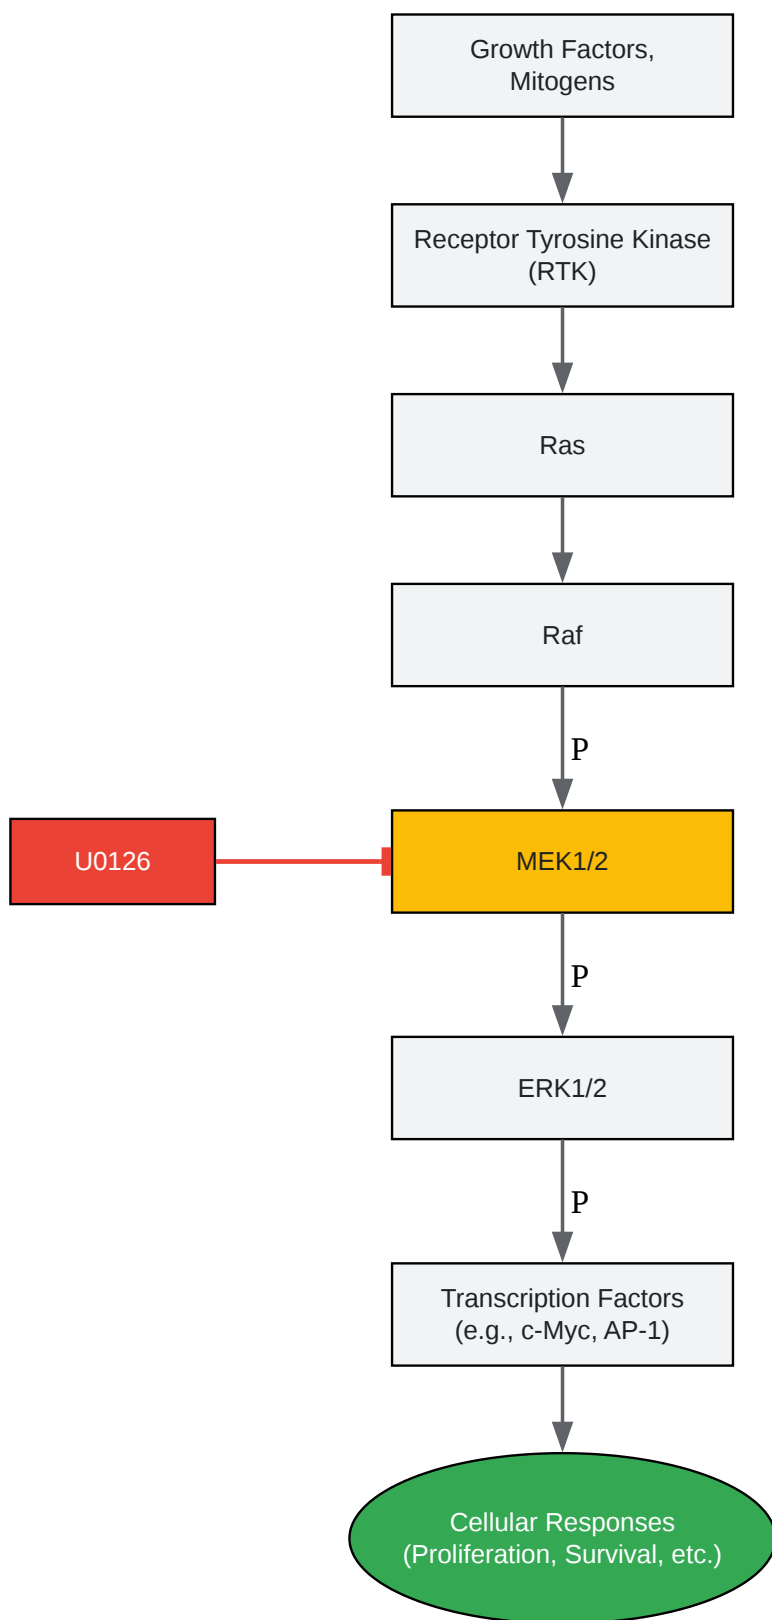 Growth Factors,
Mitogens
Receptor Tyrosine Kinase
(RTK)
Ras
Raf
P
U0126
MEK1/2
P
ERK1/2
P
Transcription Factors
(e.g., c-Myc, AP-1)
Cellular Responses
(Proliferation, Survival, etc.)